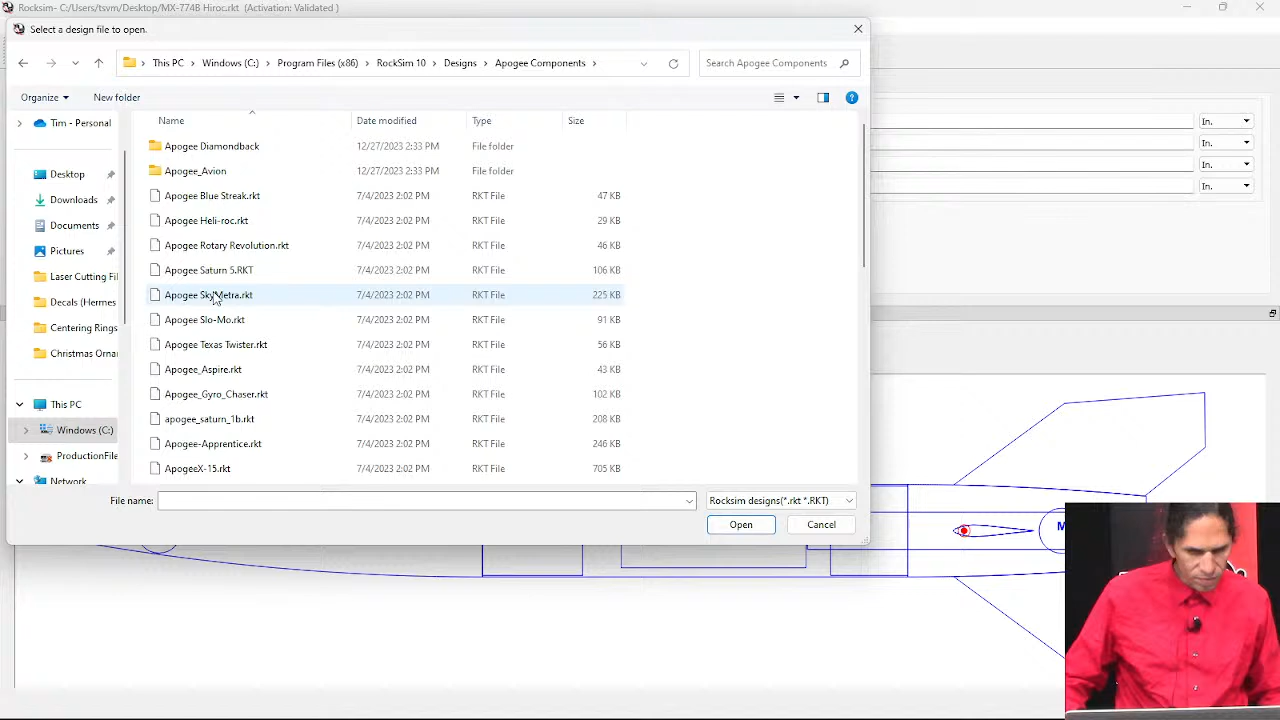 Rocksim- C:/Users/tsvm/Desktop/MX-774B Hiroc.rkt (Activation: Validated )
Select a design file to open.
This PC
Windows (C:)
Program Files (x86)
RockSim 10
Designs
Apogee Components
Search Apogee Components
Organize
New folder
Name
Date modified
Type
Size
Tim - Personal
Desktop
Downloads
Documents
Pictures
Laser Cutting Fil
Decals (Hermes
Centering Rings
Christmas Orna
This PC
Windows (C:)
ProductionFile
Network
Apogee Diamondback 12/27/2023 2:33 PM File folder
Apogee_Avion 12/27/2023 2:33 PM File folder
Apogee Blue Streak.rkt 7/4/2023 2:02 PM RKT File 47 KB
Apogee Heli-roc.rkt 7/4/2023 2:02 PM RKT File 29 KB
Apogee Rotary Revolution.rkt 7/4/2023 2:02 PM RKT File 46 KB
Apogee Saturn 5.RKT 7/4/2023 2:02 PM RKT File 106 KB
Apogee SkyMetra.rkt 7/4/2023 2:02 PM RKT File 225 KB
Apogee Slo-Mo.rkt 7/4/2023 2:02 PM RKT File 91 KB
Apogee Texas Twister.rkt 7/4/2023 2:02 PM RKT File 56 KB
Apogee_Aspire.rkt 7/4/2023 2:02 PM RKT File 43 KB
Apogee_Gyro_Chaser.rkt 7/4/2023 2:02 PM RKT File 102 KB
apogee_saturn_1b.rkt 7/4/2023 2:02 PM RKT File 208 KB
Apogee-Apprentice.rkt 7/4/2023 2:02 PM RKT File 246 KB
ApogeeX-15.rkt 7/4/2023 2:02 PM RKT File 705 KB
File name:
Rocksim designs(*.rkt *.RKT)
Open
Cancel
In.
In.
In.
In.
M